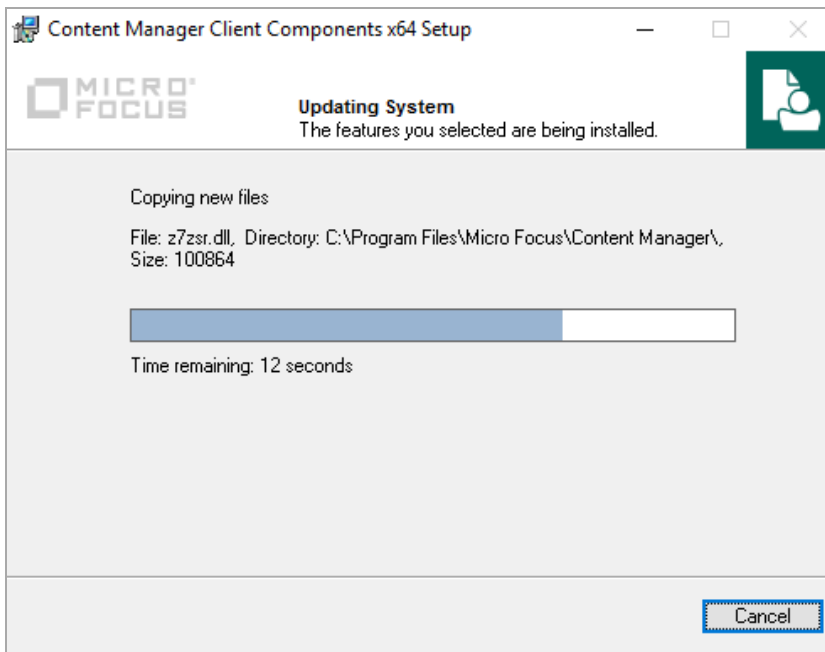 Content Manager Client Components x64 Setup
MICRO
FOCUS
Updating System
The features you selected are being installed.
Copying new files
File: z7zsr.dll, Directory: C:\Program Files\Micro Focus\Content Manager\,
Size: 100864
Time remaining: 12 seconds
Cancel